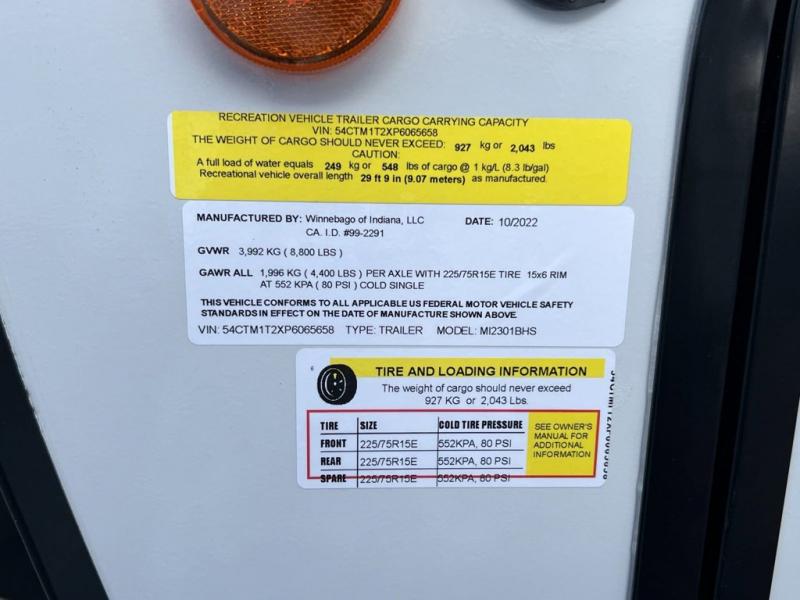 RECREATION VEHICLE TRAILER CARGO CARRYING CAPACITY
VIN: 54CTM1T2XP6065658
THE WEIGHT OF CARGO SHOULD NEVER EXCEED: 927 kg or 2,043 lbs
CAUTION:
A full load of water equals 249 kg or 548 lbs of cargo @ 1 kg/L (8.3 lb/gal)
Recreational vehicle overall length 29 ft 9 in (9.07 meters) as manufactured.
MANUFACTURED BY: Winnebago of Indiana, LLC DATE: 10/2022
CA. I.D. #99-2291
GVWR 3,992 KG ( 8,800 LBS )
GAWR ALL 1,996 KG ( 4,400 LBS ) PER AXLE WITH 225/75R15E TIRE 15x6 RIM
AT 552 KPA ( 80 PSI ) COLD SINGLE
THIS VEHICLE CONFORMS TO ALL APPLICABLE US FEDERAL MOTOR VEHICLE SAFETY
STANDARDS IN EFFECT ON THE DATE OF MANUFACTURE SHOWN ABOVE.
VIN: 54CTM1T2XP6065658 TYPE: TRAILER MODEL: MI2301BHS
TIRE AND LOADING INFORMATION
The weight of cargo should never exceed
927 KG or 2,043 Lbs.
TIRE SIZE COLD TIRE PRESSURE
FRONT 225/75R15E 552KPA, 80 PSI
REAR 225/75R15E 552KPA, 80 PSI
SPARE 225/75R15E 552KPA, 80 PSI
SEE OWNER'S
MANUAL FOR
ADDITIONAL
INFORMATION